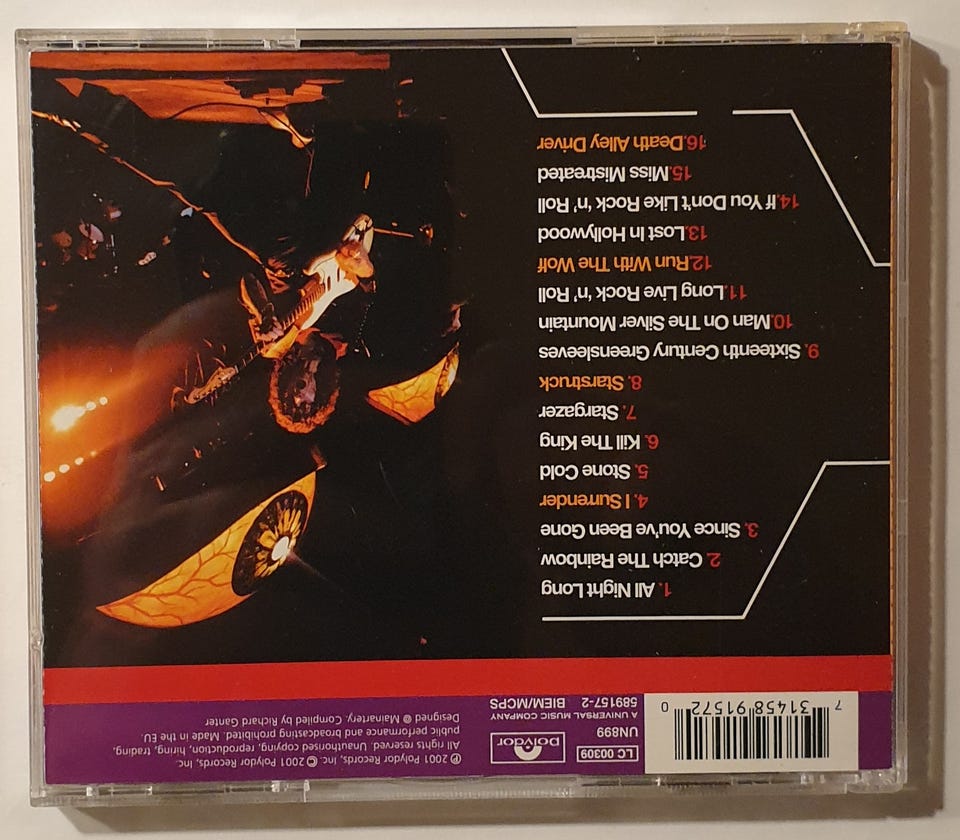 1. All Night Long
2. Catch The Rainbow
3. Since You've Been Gone
4. I Surrender
5. Stone Cold
6. Kill The King
7. Stargazer
8. Starstruck
9. Sixteenth Century Greensleeves
10. Man On The Silver Mountain
11. Long Live Rock 'n' Roll
12. Run With The Wolf
13. Lost In Hollywood
14. If You Don't Like Rock 'n' Roll
15. Miss Mistreated
16. Death Alley Driver
7 31458 91572 0
LC 00309
UN899
589157-2
BIEM/MCPS
Polydor
A UNIVERSAL MUSIC COMPANY
℗ 2001 Polydor Records, Inc. © 2001 Polydor Records, Inc.
All rights reserved. Unauthorised copying, reproduction, hiring, trading,
public performance and broadcasting prohibited. Made in the EU.
Designed @ Mainartery. Compiled by Richard Ganter